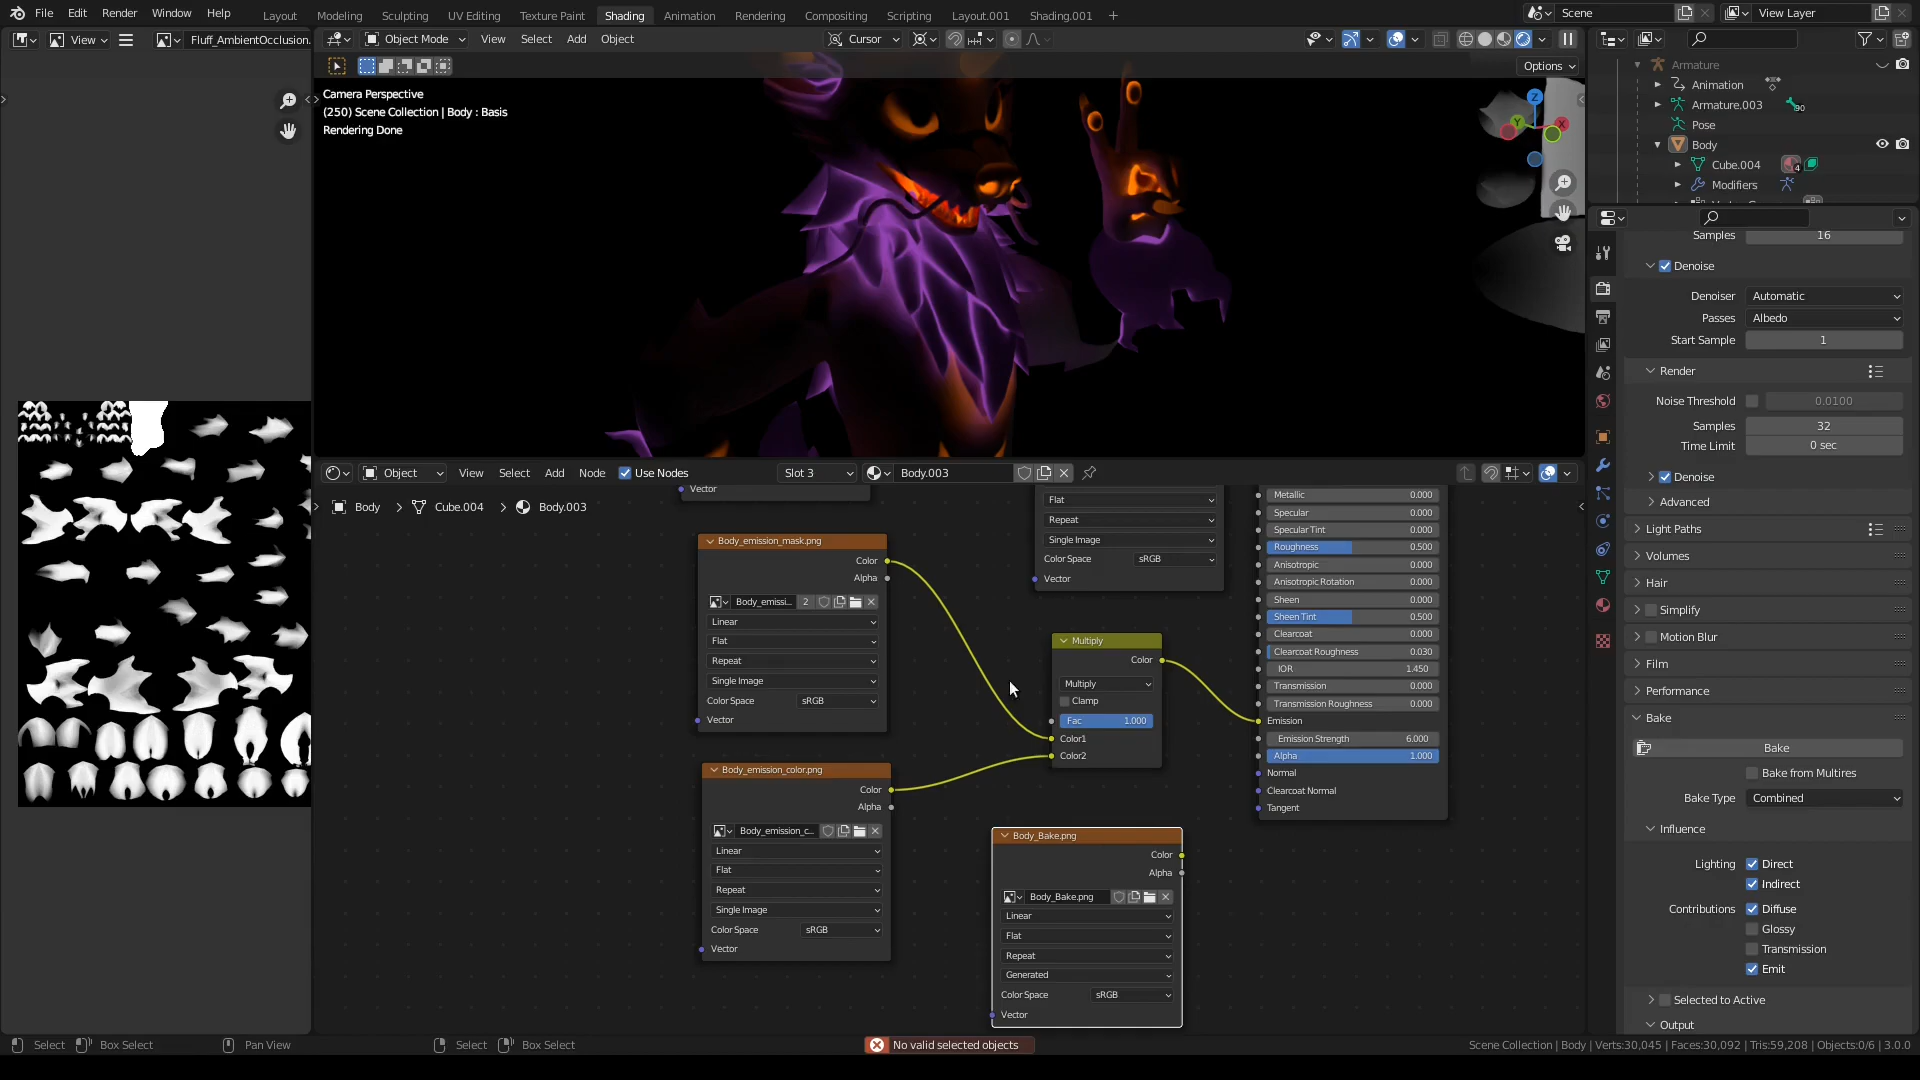 File Edit Render Window Help
Layout Modeling Sculpting UV Editing Texture Paint Shading Animation Rendering Compositing Scripting Layout.001 Shading.001 +
Scene
View Layer
View
Fluff_AmbientOcclusion.
Object Mode View Select Add Object
Cursor
Options
Camera Perspective
(250) Scene Collection | Body : Basis
Rendering Done
Z
Y
X
Armature
Animation
Armature.003
90
Pose
Body
Cube.004
4
Modifiers
Samples 16
Denoise
Denoiser Automatic
Passes Albedo
Start Sample 1
Render
Noise Threshold 0.0100
Samples 32
Time Limit 0 sec
Denoise
Advanced
Light Paths
Volumes
Hair
Simplify
Motion Blur
Film
Performance
Bake
Bake
Bake from Multires
Bake Type Combined
Influence
Lighting Direct
Indirect
Contributions Diffuse
Glossy
Transmission
Emit
Selected to Active
Output
Object View Select Add Node Use Nodes Slot 3 Body.003
Body > Cube.004 > Body.003
Vector
Body_emission_mask.png
Color
Alpha
Body_emissi... 2
Linear
Flat
Repeat
Single Image
Color Space sRGB
Vector
Body_emission_color.png
Color
Alpha
Body_emission_c...
Linear
Flat
Repeat
Single Image
Color Space sRGB
Vector
Flat
Repeat
Single Image
Color Space sRGB
Vector
Multiply
Color
Multiply
Clamp
Fac 1.000
Color1
Color2
Body_Bake.png
Color
Alpha
Body_Bake.png
Linear
Flat
Repeat
Generated
Color Space sRGB
Vector
Metallic 0.000
Specular 0.000
Specular Tint 0.000
Roughness 0.500
Anisotropic 0.000
Anisotropic Rotation 0.000
Sheen 0.000
Sheen Tint 0.500
Clearcoat 0.000
Clearcoat Roughness 0.030
IOR 1.450
Transmission 0.000
Transmission Roughness 0.000
Emission
Emission Strength 6.000
Alpha 1.000
Normal
Clearcoat Normal
Tangent
Select Box Select Pan View Select Box Select
No valid selected objects
Scene Collection | Body | Verts:30,045 | Faces:30,092 | Tris:59,208 | Objects:0/6 | 3.0.0